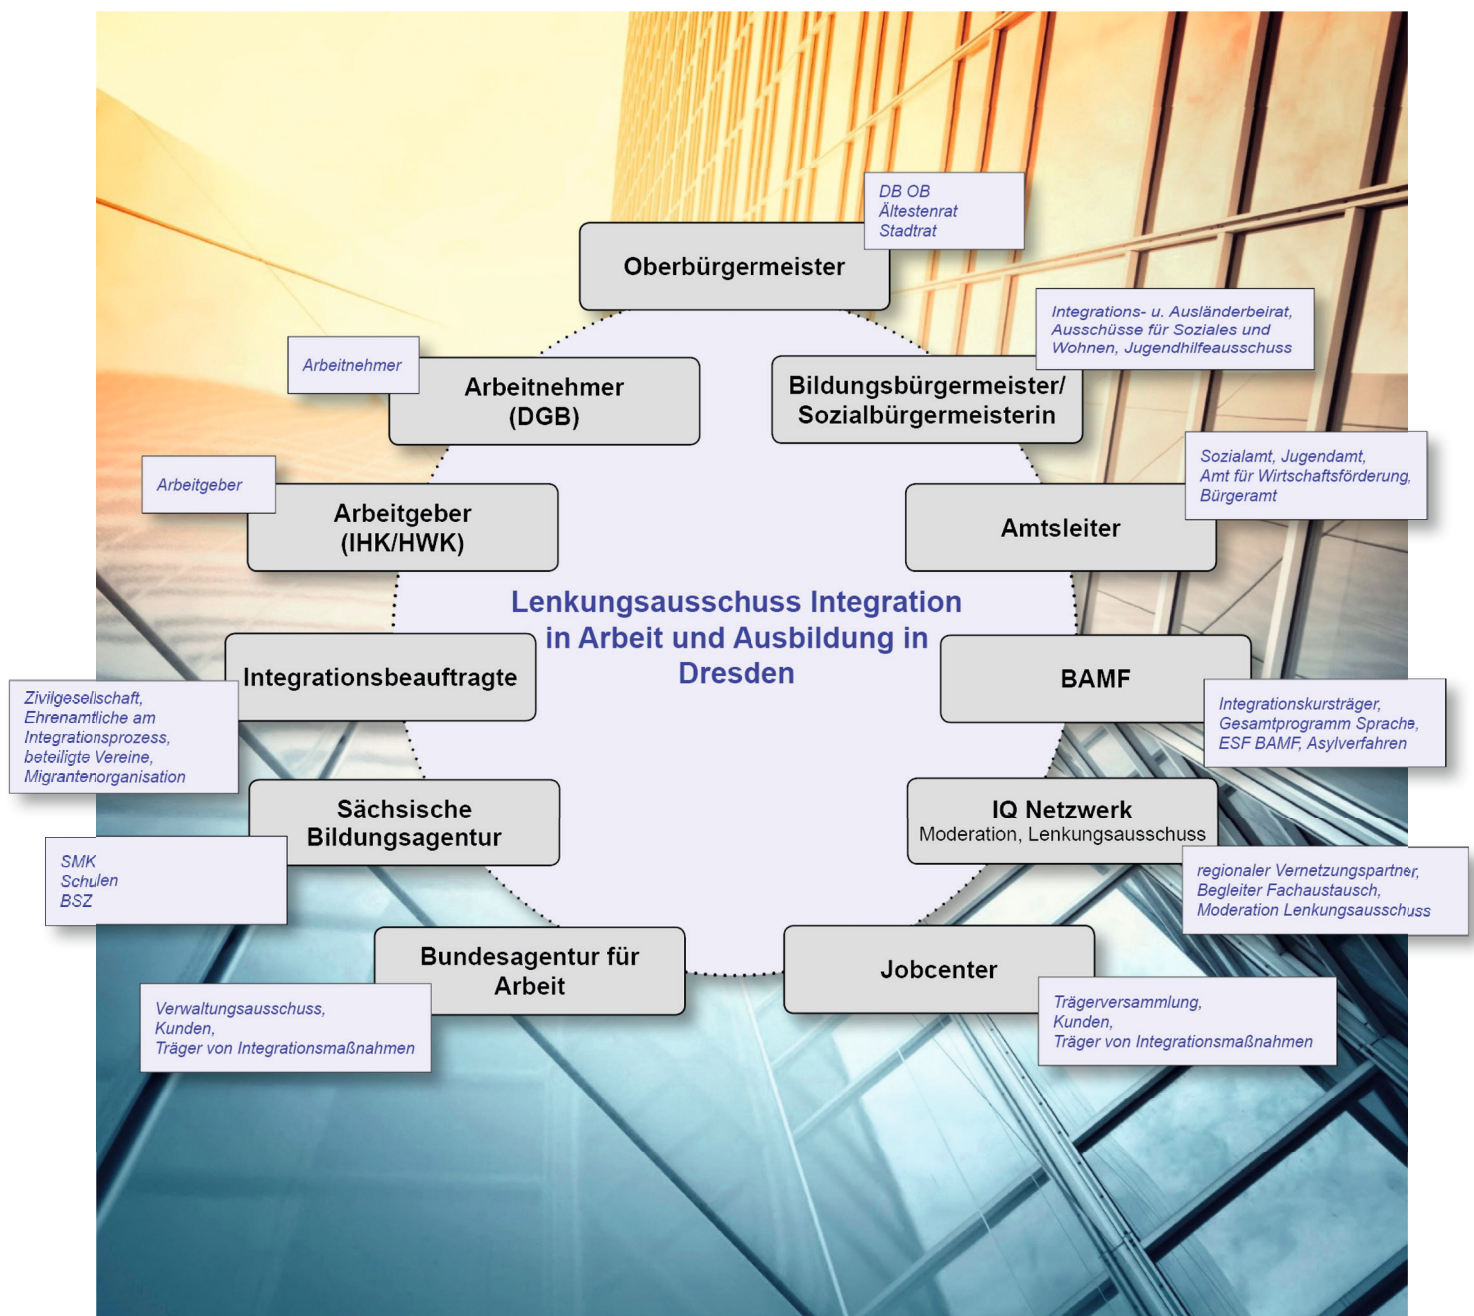 DB OB
Ältestenrat
Stadtrat
Oberbürgermeister
Integrations- u. Ausländerbeirat,
Ausschüsse für Soziales und
Wohnen, Jugendhilfeausschuss
Bildungsbürgermeister/
Sozialbürgermeisterin
Arbeitnehmer
Arbeitnehmer
(DGB)
Sozialamt, Jugendamt,
Amt für Wirtschaftsförderung,
Bürgeramt
Amtsleiter
Arbeitgeber
Arbeitgeber
(IHK/HWK)
Lenkungsausschuss Integration
in Arbeit und Ausbildung in
Dresden
Integrationsbeauftragte
Zivilgesellschaft,
Ehrenamtliche am
Integrationsprozess,
beteiligte Vereine,
Migrantenorganisation
BAMF
Integrationskursträger,
Gesamtprogramm Sprache,
ESF BAMF, Asylverfahren
Sächsische
Bildungsagentur
SMK
Schulen
BSZ
IQ Netzwerk
Moderation, Lenkungsausschuss
regionaler Vernetzungspartner,
Begleiter Fachaustausch,
Moderation Lenkungsausschuss
Bundesagentur für
Arbeit
Verwaltungsausschuss,
Kunden,
Träger von Integrationsmaßnahmen
Jobcenter
Trägerversammlung,
Kunden,
Träger von Integrationsmaßnahmen